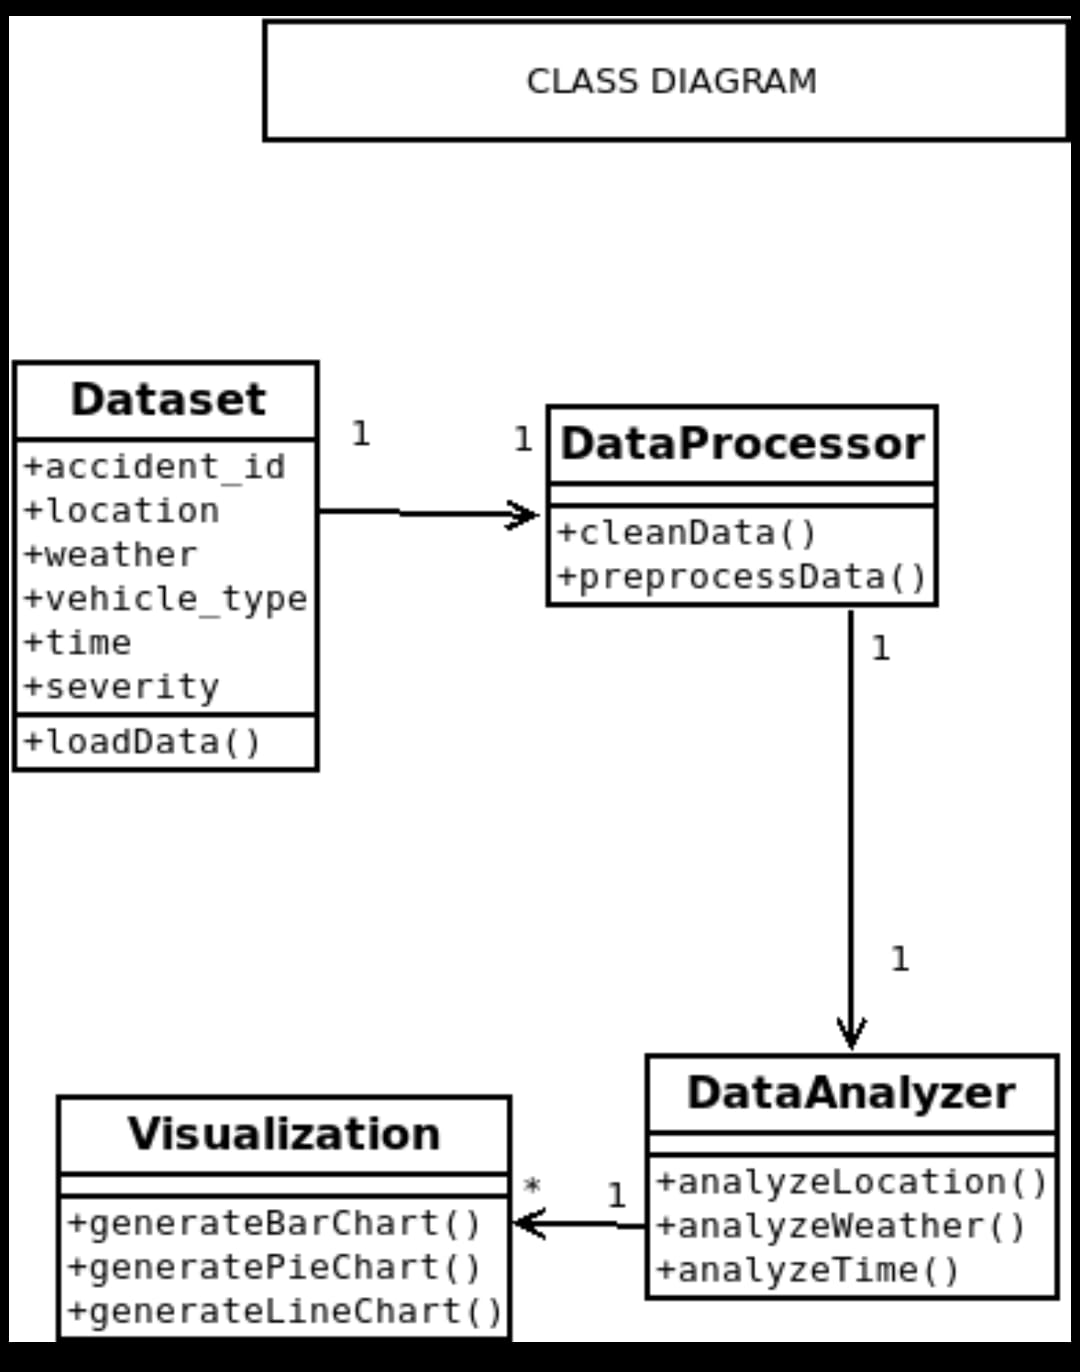 CLASS DIAGRAM
Dataset
+accident_id
+location
+weather
+vehicle_type
+time
+severity
+loadData()
1
1
DataProcessor
+cleanData()
+preprocessData()
1
1
DataAnalyzer
+analyzeLocation()
+analyzeWeather()
+analyzeTime()
1
*
Visualization
+generateBarChart()
+generatePieChart()
+generateLineChart()